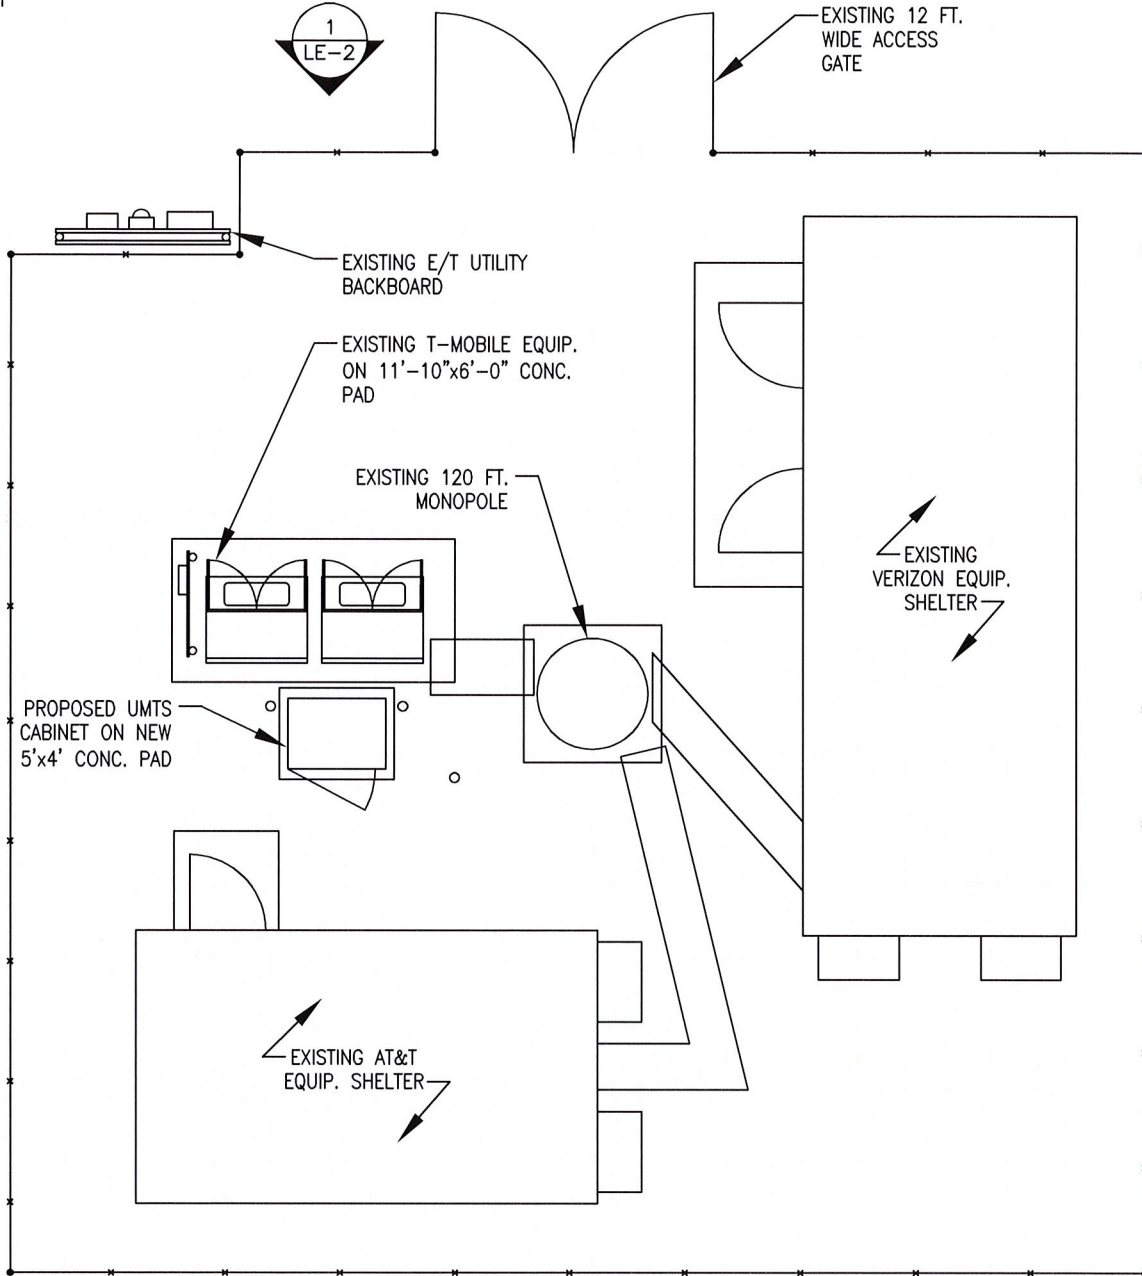 1
LE-2
EXISTING 12 FT.
WIDE ACCESS
GATE
EXISTING E/T UTILITY
BACKBOARD
EXISTING T-MOBILE EQUIP.
ON 11'-10"x6'-0" CONC.
PAD
EXISTING 120 FT.
MONOPOLE
EXISTING
VERIZON EQUIP.
SHELTER
PROPOSED UMTS
CABINET ON NEW
5'x4' CONC. PAD
EXISTING AT&T
EQUIP. SHELTER